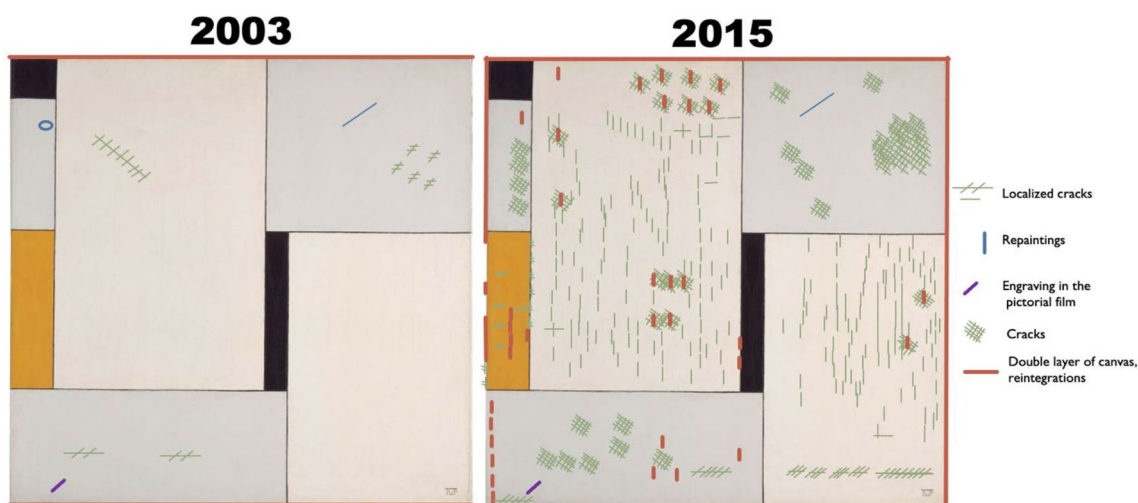 2003
2015
Localized cracks
Repaintings
Engraving in the
pictorial film
Cracks
Double layer of canvas,
reintegrations